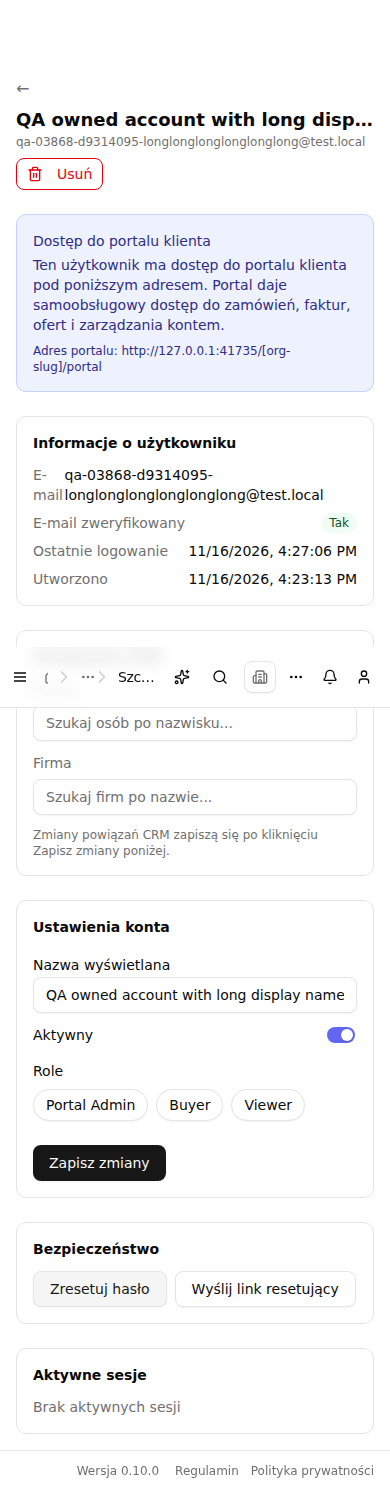 ←
QA owned account with long disp...
qa-03868-d9314095-longlonglonglonglonglong@test.local
Usuń
Dostęp do portalu klienta
Ten użytkownik ma dostęp do portalu klienta
pod poniższym adresem. Portal daje
samoobsługowy dostęp do zamówień, faktur,
ofert i zarządzania kontem.
Adres portalu: http://127.0.0.1:41735/[org-
slug]/portal
Informacje o użytkowniku
E-
mail
qa-03868-d9314095-
longlonglonglonglonglong@test.local
E-mail zweryfikowany Tak
Ostatnie logowanie 11/16/2026, 4:27:06 PM
Utworzono 11/16/2026, 4:23:13 PM
... Szc...
Szukaj osób po nazwisku...
Firma
Szukaj firm po nazwie...
Zmiany powiązań CRM zapiszą się po kliknięciu
Zapisz zmiany poniżej.
Ustawienia konta
Nazwa wyświetlana
QA owned account with long display name
Aktywny
Role
Portal Admin Buyer Viewer
Zapisz zmiany
Bezpieczeństwo
Zresetuj hasło Wyślij link resetujący
Aktywne sesje
Brak aktywnych sesji
Wersja 0.10.0 Regulamin Polityka prywatności